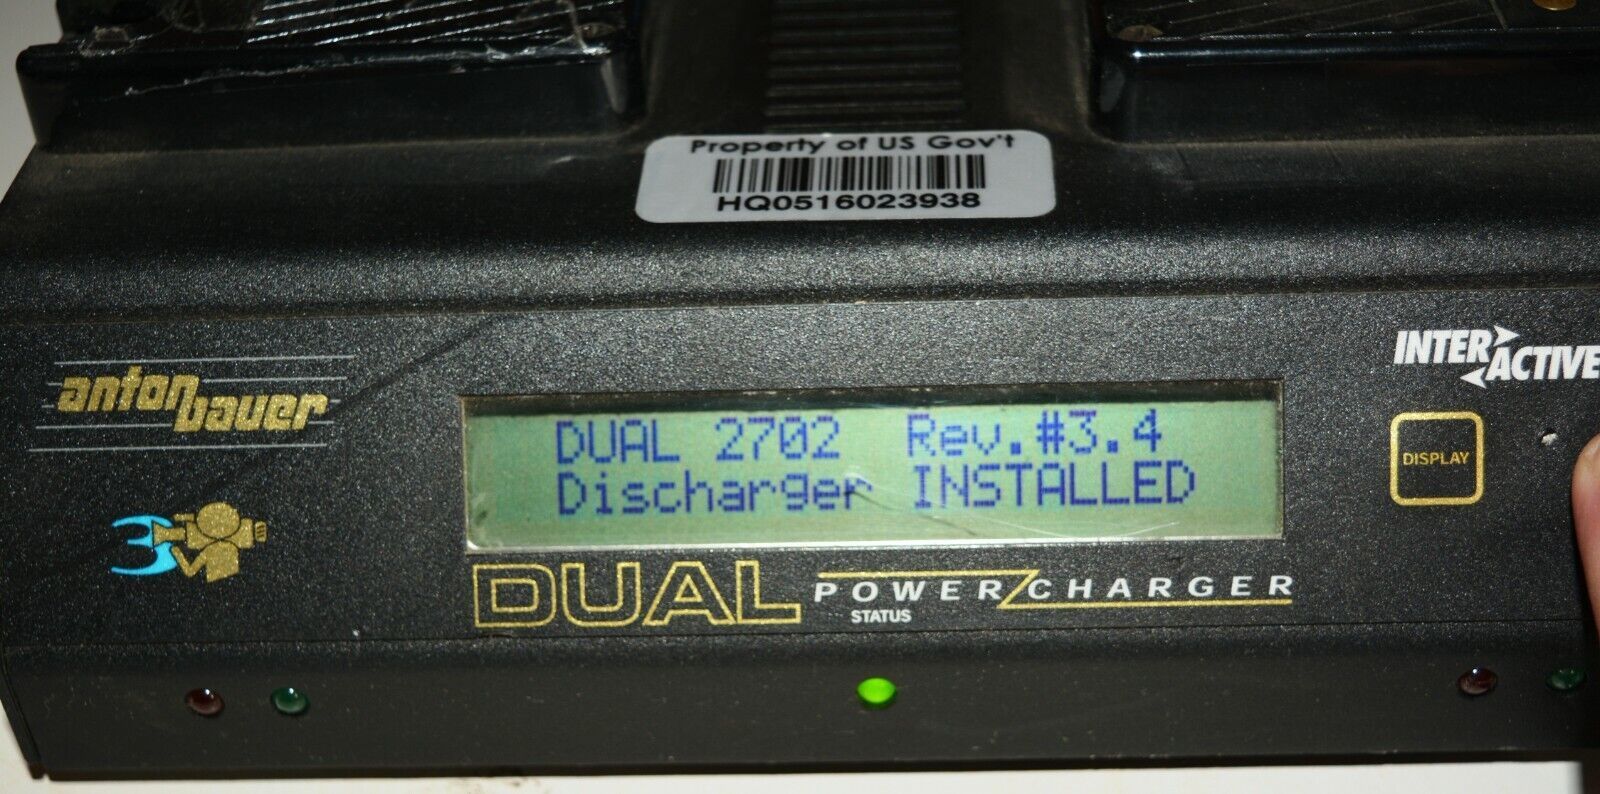 Property of US Gov't
HQ0516023938
anton bauer
INTER ACTIVE
DUAL 2702 Rev.#3.4
Discharger INSTALLED
DISPLAY
DUAL POWER CHARGER
STATUS